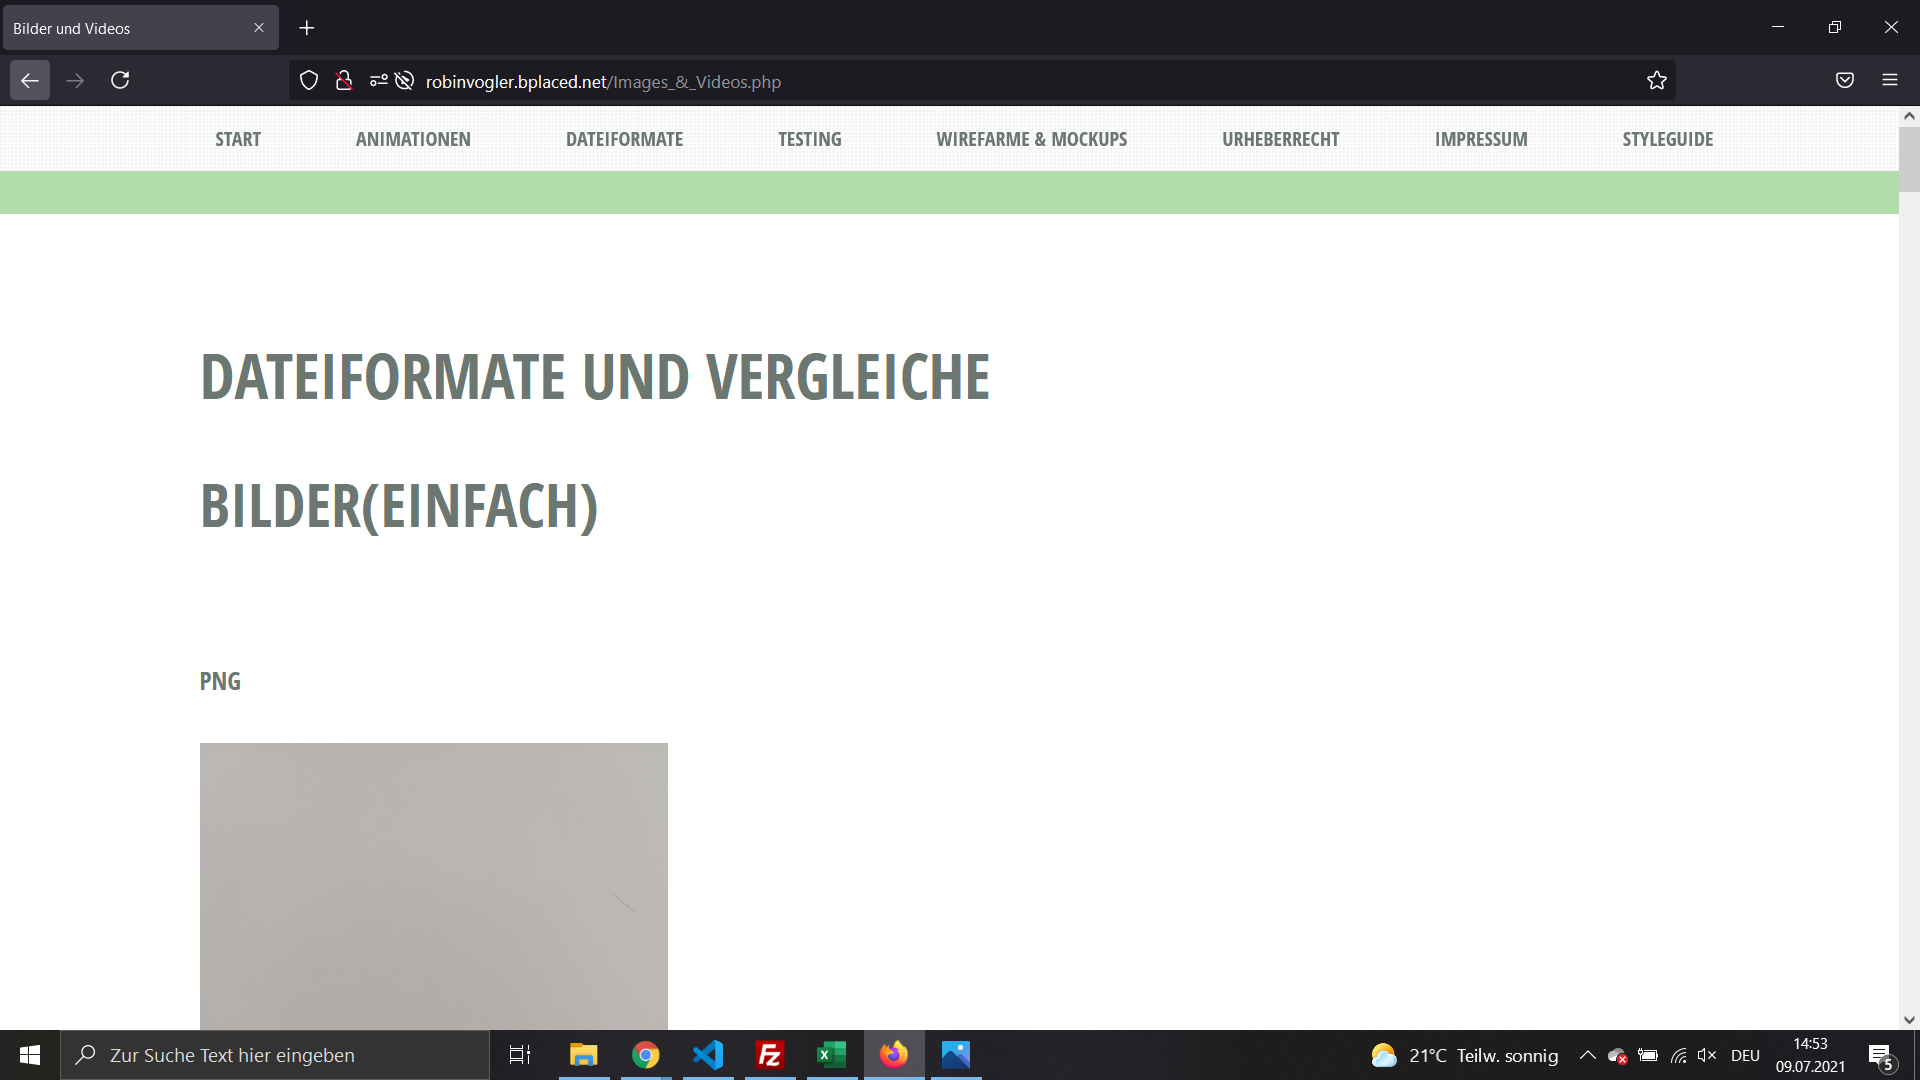 Bilder und Videos
robinvogler.bplaced.net/Images_&_Videos.php
START ANIMATIONEN DATEIFORMATE TESTING WIREFARME & MOCKUPS URHEBERRECHT IMPRESSUM STYLEGUIDE
DATEIFORMATE UND VERGLEICHE
BILDER(EINFACH)
PNG
Zur Suche Text hier eingeben
21°C Teilw. sonnig
DEU
14:53
09.07.2021
5